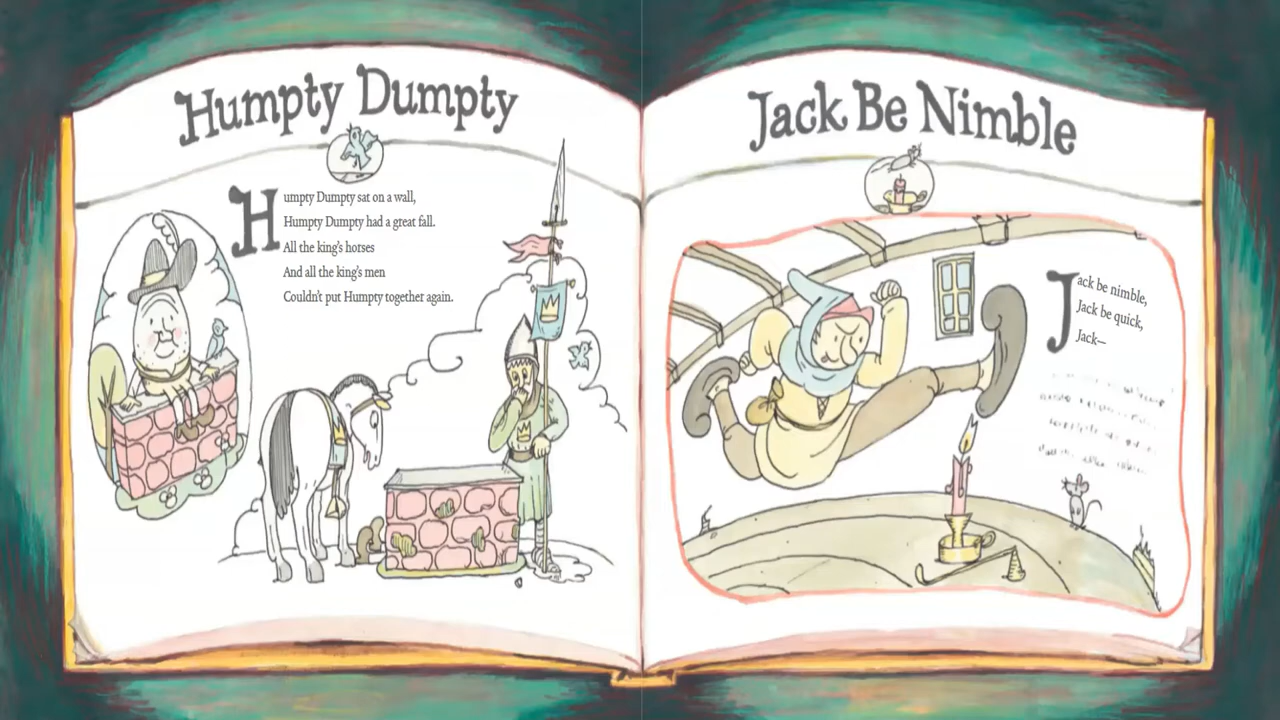 Humpty Dumpty
Humpty Dumpty sat on a wall,
Humpty Dumpty had a great fall.
All the king's horses
And all the king's men
Couldn't put Humpty together again.
Jack Be Nimble
Jack be nimble,
Jack be quick,
Jack—